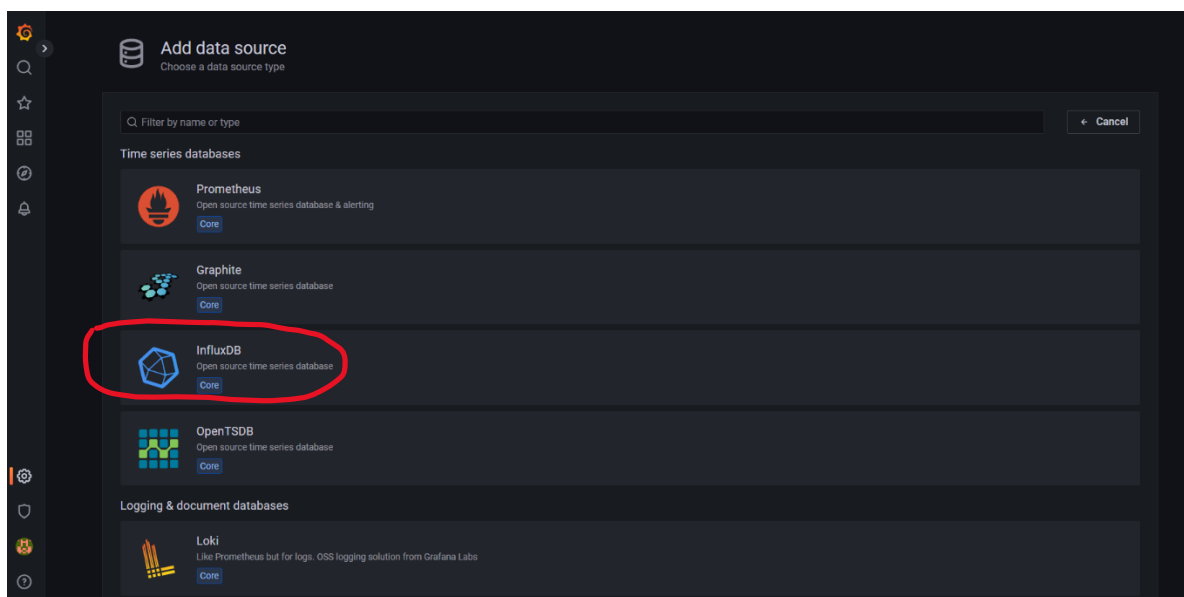 Add data source
Choose a data source type
Filter by name or type
Cancel
Time series databases
Prometheus
Open source time series database & alerting
Core
Graphite
Open source time series database
Core
InfluxDB
Open source time series database
Core
OpenTSDB
Open source time series database
Core
Logging & document databases
Loki
Like Prometheus but for logs. OSS logging solution from Grafana Labs
Core